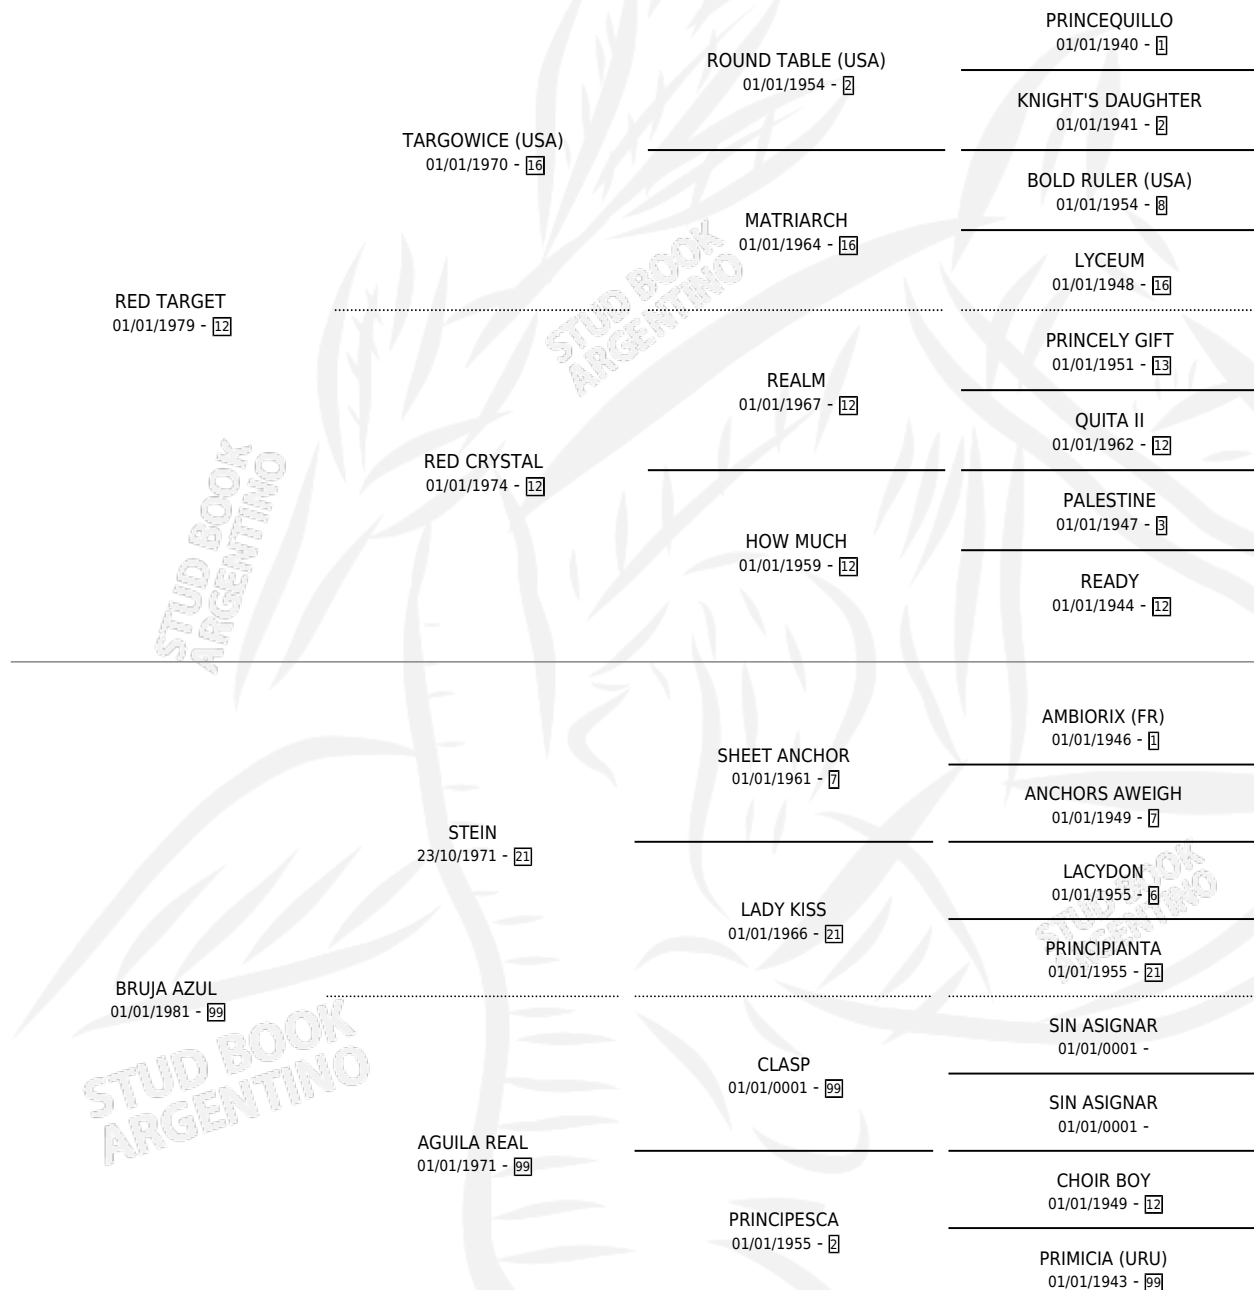 PRINCEQUILLO
01/01/1940 - 1
ROUND TABLE (USA)
01/01/1954 - 2
KNIGHT'S DAUGHTER
01/01/1941 - 2
TARGOWICE (USA)
01/01/1970 - 16
BOLD RULER (USA)
01/01/1954 - 8
MATRIARCH
01/01/1964 - 16
LYCEUM
01/01/1948 - 16
RED TARGET
01/01/1979 - 12
PRINCELY GIFT
01/01/1951 - 13
REALM
01/01/1967 - 12
QUITA II
01/01/1962 - 12
RED CRYSTAL
01/01/1974 - 12
PALESTINE
01/01/1947 - 3
HOW MUCH
01/01/1959 - 12
READY
01/01/1944 - 12
AMBIORIX (FR)
01/01/1946 - 1
SHEET ANCHOR
01/01/1961 - 7
ANCHORS AWEIGH
01/01/1949 - 7
STEIN
23/10/1971 - 21
LACYDON
01/01/1955 - 6
LADY KISS
01/01/1966 - 21
PRINCIPIANTA
01/01/1955 - 21
BRUJA AZUL
01/01/1981 - 99
SIN ASIGNAR
01/01/0001 -
CLASP
01/01/0001 - 99
SIN ASIGNAR
01/01/0001 -
AGUILA REAL
01/01/1971 - 99
CHOIR BOY
01/01/1949 - 12
PRINCIPESCA
01/01/1955 - 2
PRIMICIA (URU)
01/01/1943 - 99
STUD BOOK
ARGENTINO
STUD BOOK
ARGENTINO
STUD BOOK
ARGENTINO
STUD BOOK
ARGENTINO